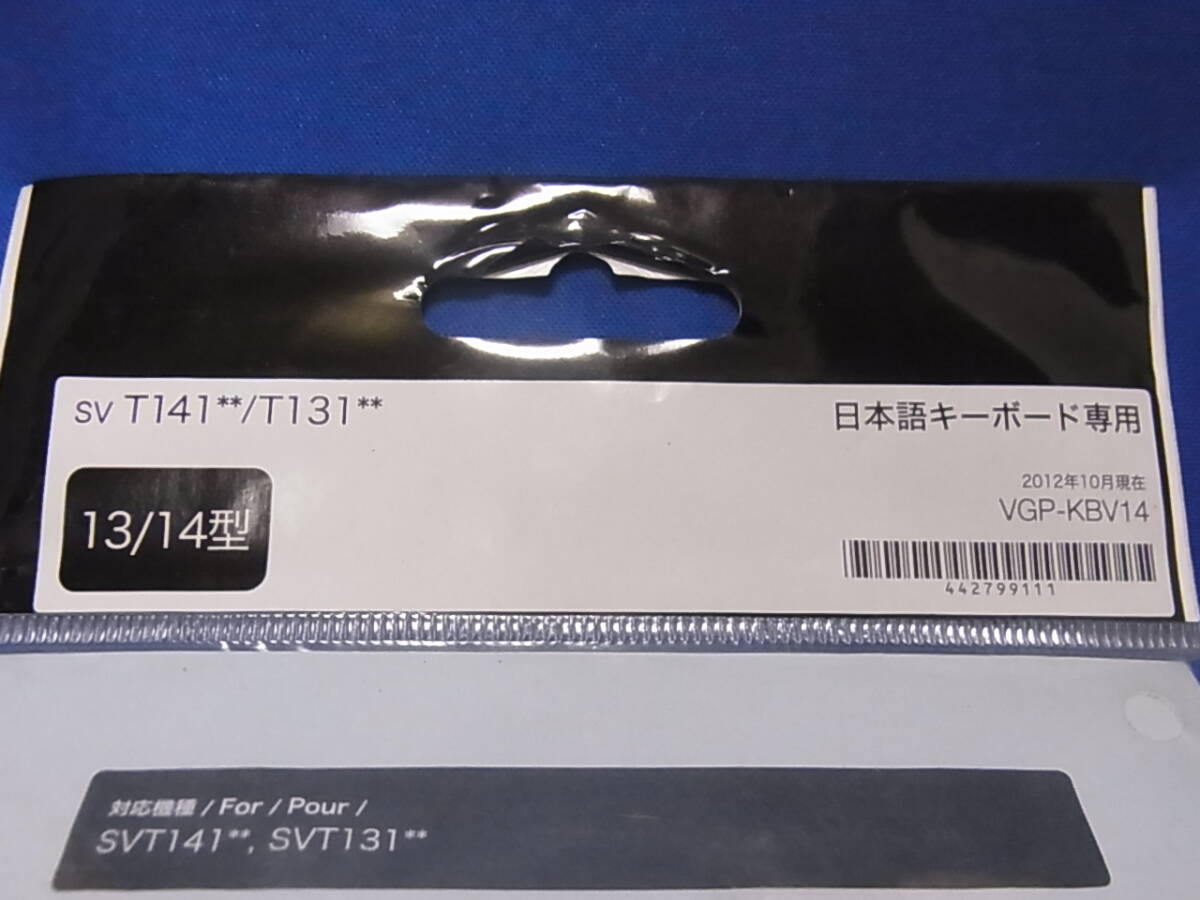 SV T141**/T131**
日本語キーボード専用
13/14型
2012年10月現在
VGP-KBV14
442799111
対応機種 / For / Pour /
SVT141**, SVT131**